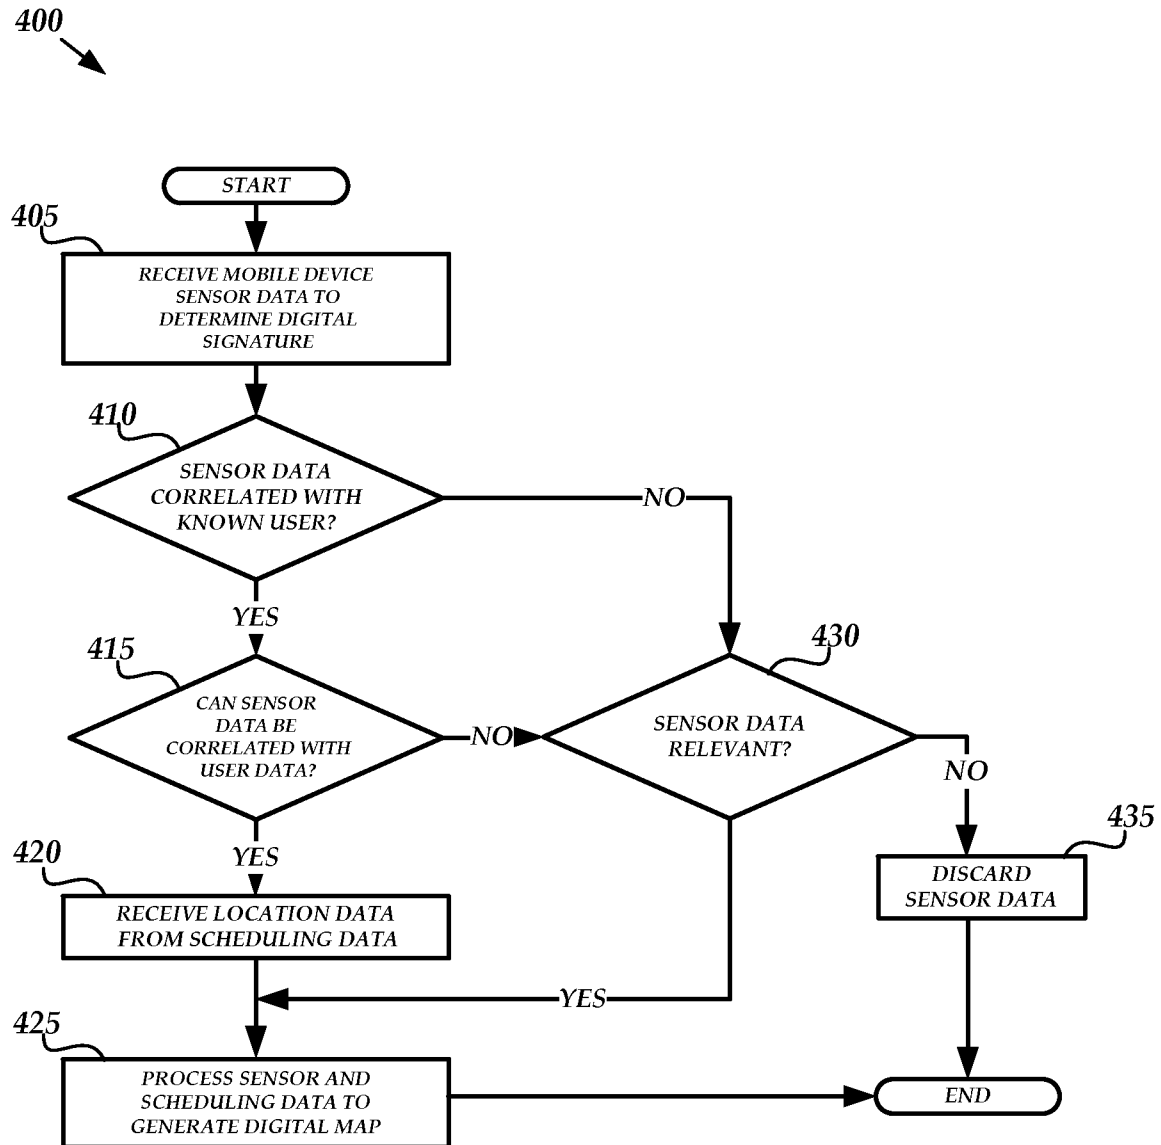 400
START
405
RECEIVE MOBILE DEVICE
SENSOR DATA TO
DETERMINE DIGITAL
SIGNATURE
410
SENSOR DATA
CORRELATED WITH
KNOWN USER?
NO
YES
415
CAN SENSOR
DATA BE
CORRELATED WITH
USER DATA?
NO
430
SENSOR DATA
RELEVANT?
NO
YES
435
DISCARD
SENSOR DATA
420
RECEIVE LOCATION DATA
FROM SCHEDULING DATA
YES
425
PROCESS SENSOR AND
SCHEDULING DATA TO
GENERATE DIGITAL MAP
END